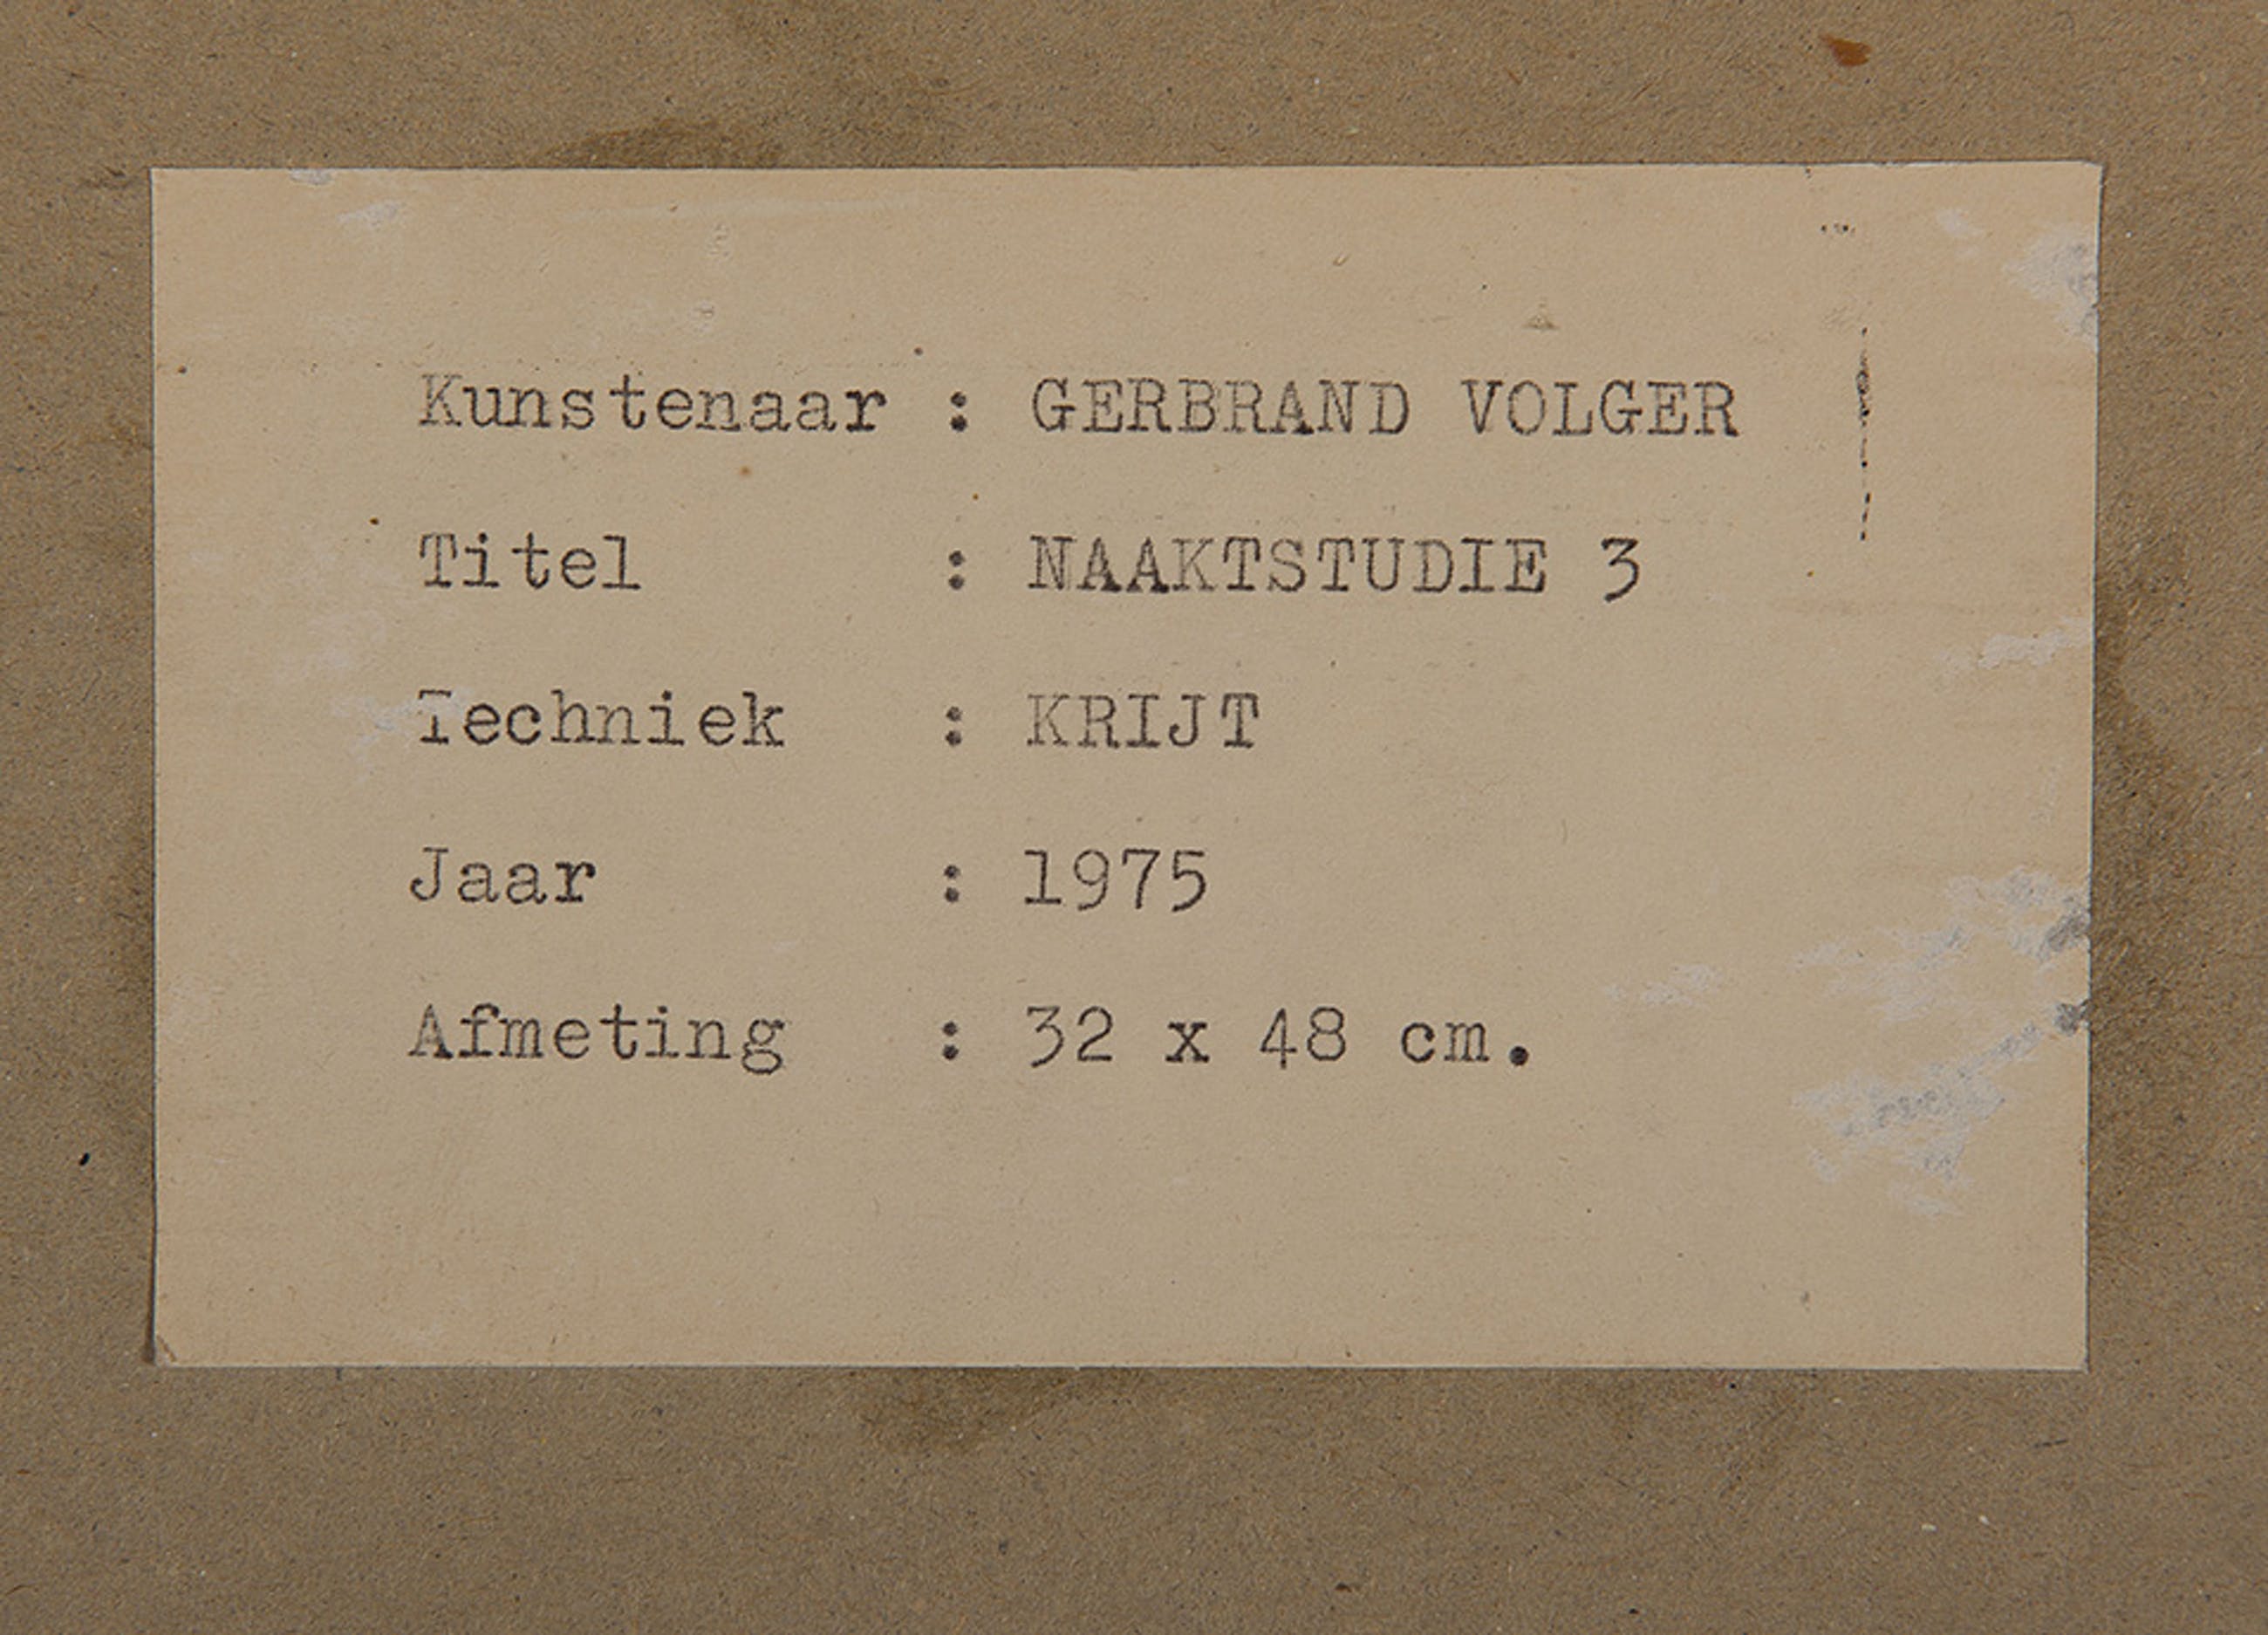 Kunstenaar : GERBRAND VOLGER
Titel : NAAKTSTUDIE 3
Techniek : KRIJT
Jaar : 1975
Afmeting : 32 x 48 cm.